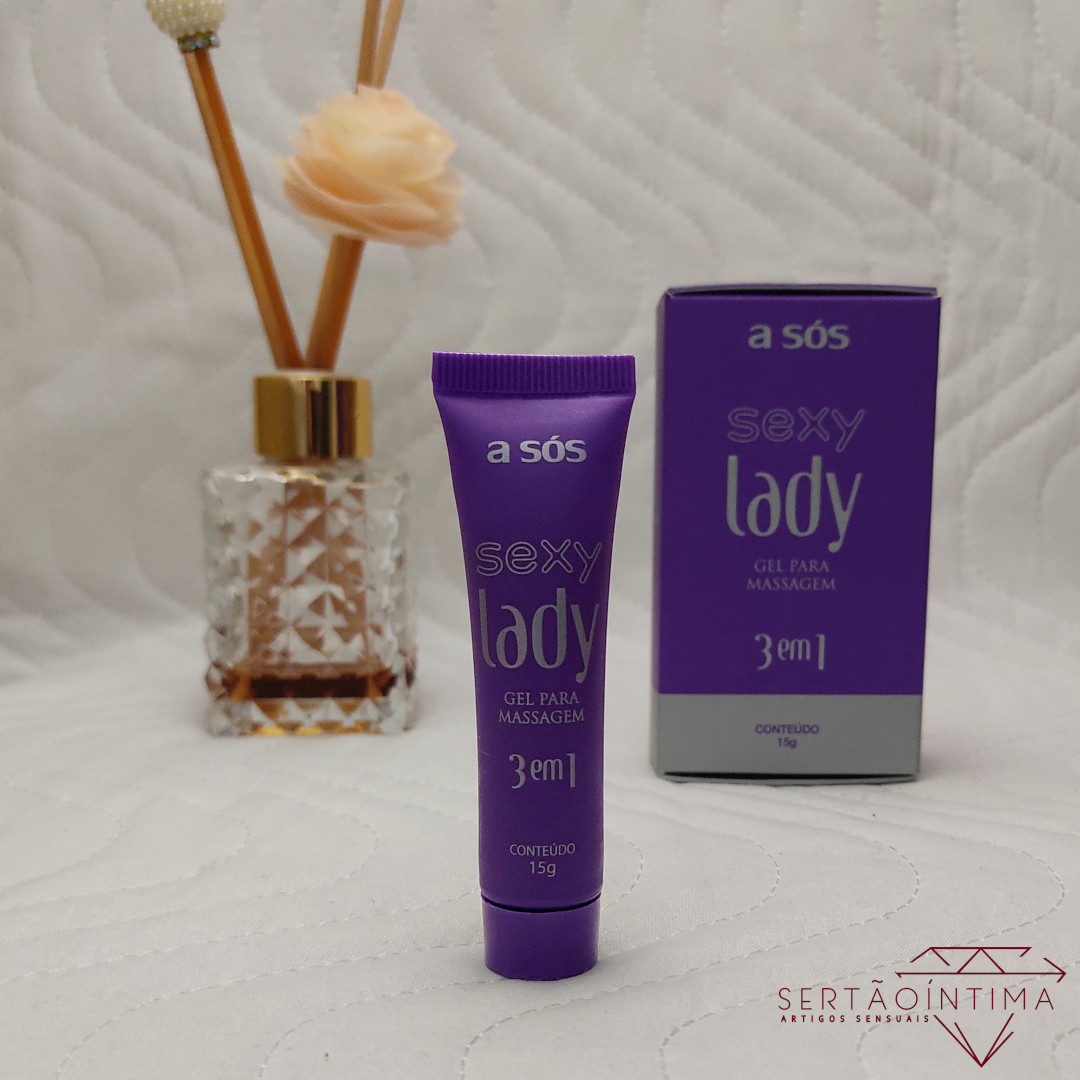 a sós
sexy
lady
GEL PARA
MASSAGEM
3 em 1
CONTEÚDO
15g
a sós
sexy
lady
GEL PARA
MASSAGEM
3 em 1
CONTEÚDO
15g
SERTÃOÍNTIMA
ARTIGOS SENSUAIS